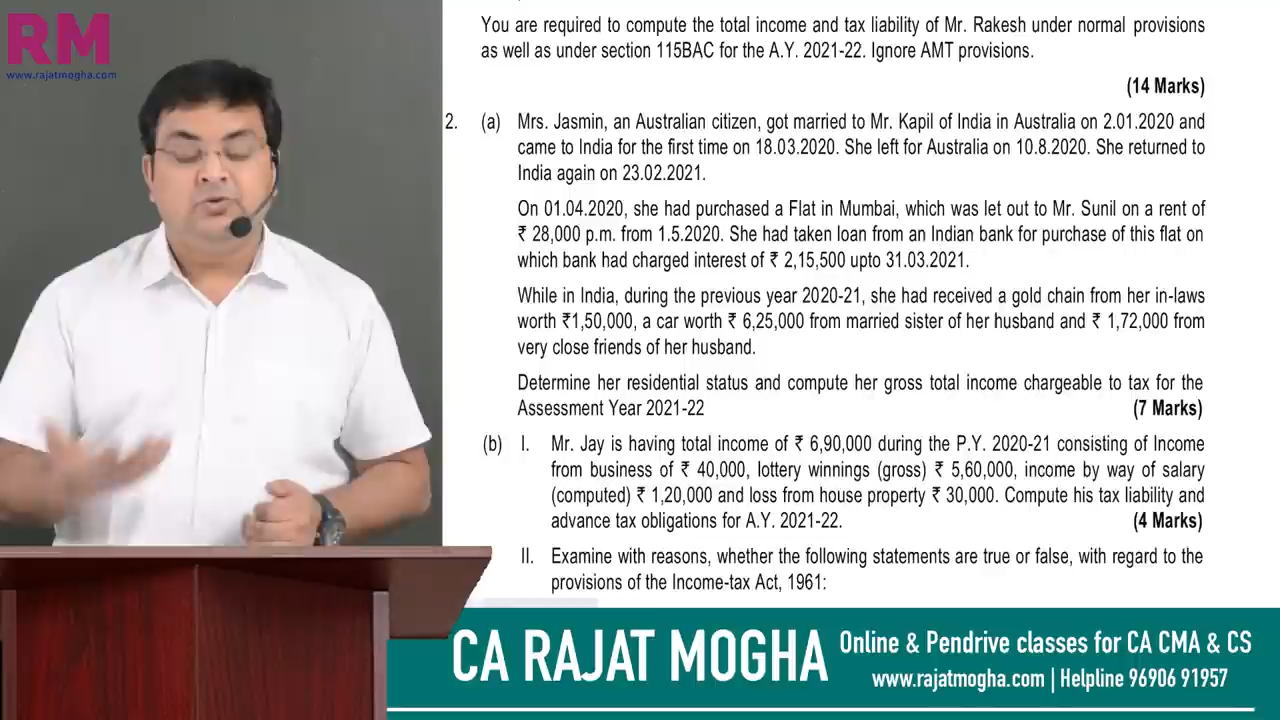 RM
www.rajatmogha.com
You are required to compute the total income and tax liability of Mr. Rakesh under normal provisions
as well as under section 115BAC for the A.Y. 2021-22. Ignore AMT provisions.
(14 Marks)
2. (a) Mrs. Jasmin, an Australian citizen, got married to Mr. Kapil of India in Australia on 2.01.2020 and
came to India for the first time on 18.03.2020. She left for Australia on 10.8.2020. She returned to
India again on 23.02.2021.
On 01.04.2020, she had purchased a Flat in Mumbai, which was let out to Mr. Sunil on a rent of
₹ 28,000 p.m. from 1.5.2020. She had taken loan from an Indian bank for purchase of this flat on
which bank had charged interest of ₹ 2,15,500 upto 31.03.2021.
While in India, during the previous year 2020-21, she had received a gold chain from her in-laws
worth ₹1,50,000, a car worth ₹ 6,25,000 from married sister of her husband and ₹ 1,72,000 from
very close friends of her husband.
Determine her residential status and compute her gross total income chargeable to tax for the
Assessment Year 2021-22 (7 Marks)
(b) I. Mr. Jay is having total income of ₹ 6,90,000 during the P.Y. 2020-21 consisting of Income
from business of ₹ 40,000, lottery winnings (gross) ₹ 5,60,000, income by way of salary
(computed) ₹ 1,20,000 and loss from house property ₹ 30,000. Compute his tax liability and
advance tax obligations for A.Y. 2021-22. (4 Marks)
II. Examine with reasons, whether the following statements are true or false, with regard to the
provisions of the Income-tax Act, 1961:
CA RAJAT MOGHA
Online & Pendrive classes for CA CMA & CS
www.rajatmogha.com | Helpline 96906 91957